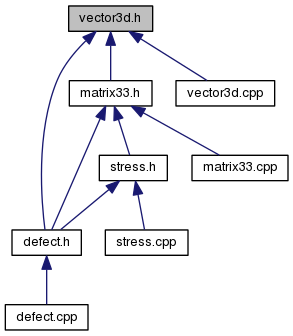 vector3d.h
matrix33.h
vector3d.cpp
stress.h
matrix33.cpp
defect.h
stress.cpp
defect.cpp